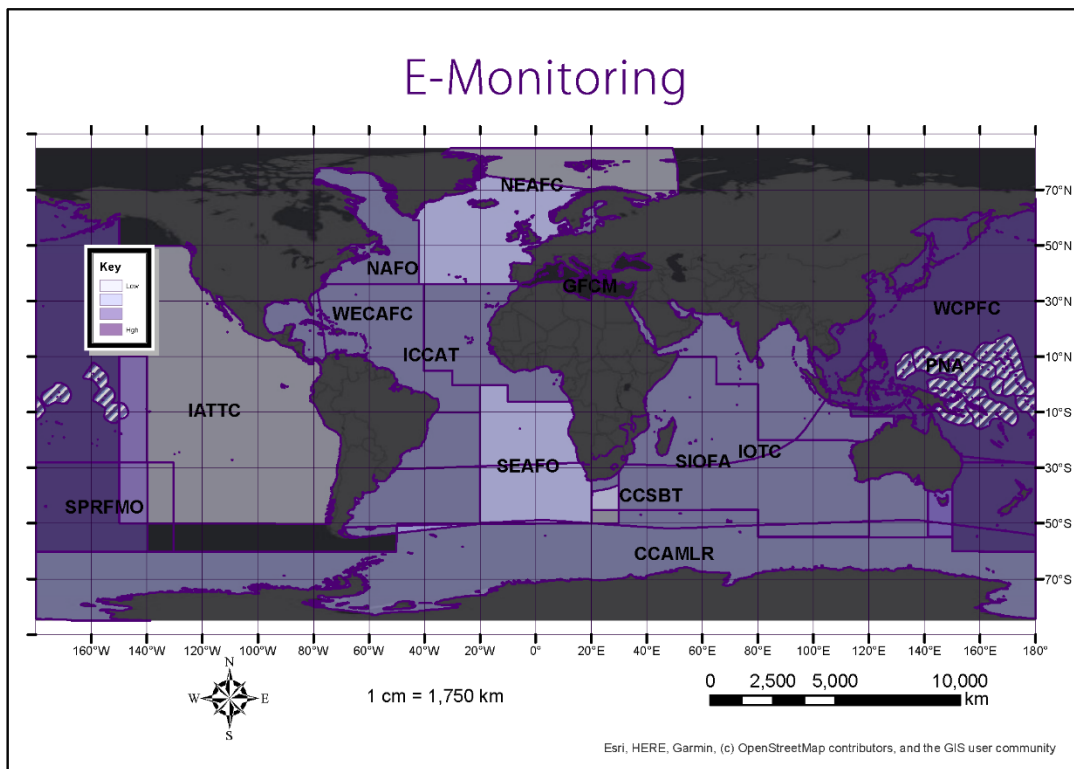 E-Monitoring
70°N
50°N
30°N
10°N
10°S
30°S
50°S
70°S
NEAFC
NAFO
GFCM
WECAFC
ICCAT
WCPFC
PNA
IATTC
SEAFO
SIOFA
IOTC
SPRFMO
CCSBT
CCAMLR
Key
Low
High
160°W 140°W 120°W 100°W 80°W 60°W 40°W 20°W 0° 20°E 40°E 60°E 80°E 100°E 120°E 140°E 160°E 180°
N
W E
S
1 cm = 1,750 km
0 2,500 5,000 10,000
km
Esri, HERE, Garmin, (c) OpenStreetMap contributors, and the GIS user community